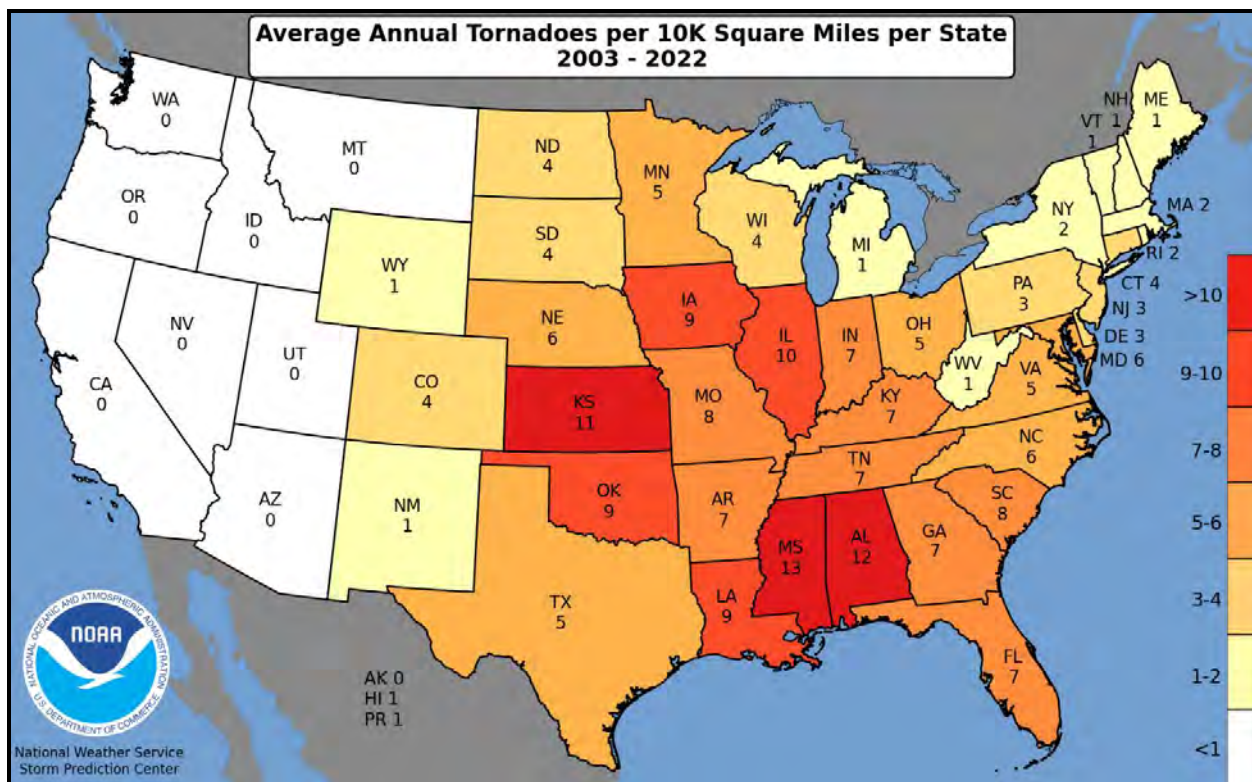 Average Annual Tornadoes per 10K Square Miles per State
2003 - 2022
WA
0
OR
0
CA
0
NV
0
ID
0
MT
0
UT
0
AZ
0
WY
1
CO
4
NM
1
ND
4
SD
4
NE
6
KS
11
OK
9
TX
5
MN
5
IA
9
MO
8
AR
7
LA
9
WI
4
IL
10
MI
1
IN
7
OH
5
KY
7
TN
7
MS
13
AL
12
GA
7
FL
7
SC
8
NC
6
VA
5
WV
1
PA
3
NY
2
VT
1
NH
1
ME
1
MA 2
RI 2
CT 4
NJ 3
DE 3
MD 6
AK 0
HI 1
PR 1
>10
9-10
7-8
5-6
3-4
1-2
<1
NATIONAL OCEANIC AND ATMOSPHERIC ADMINISTRATION
NOAA
U.S. DEPARTMENT OF COMMERCE
National Weather Service
Storm Prediction Center